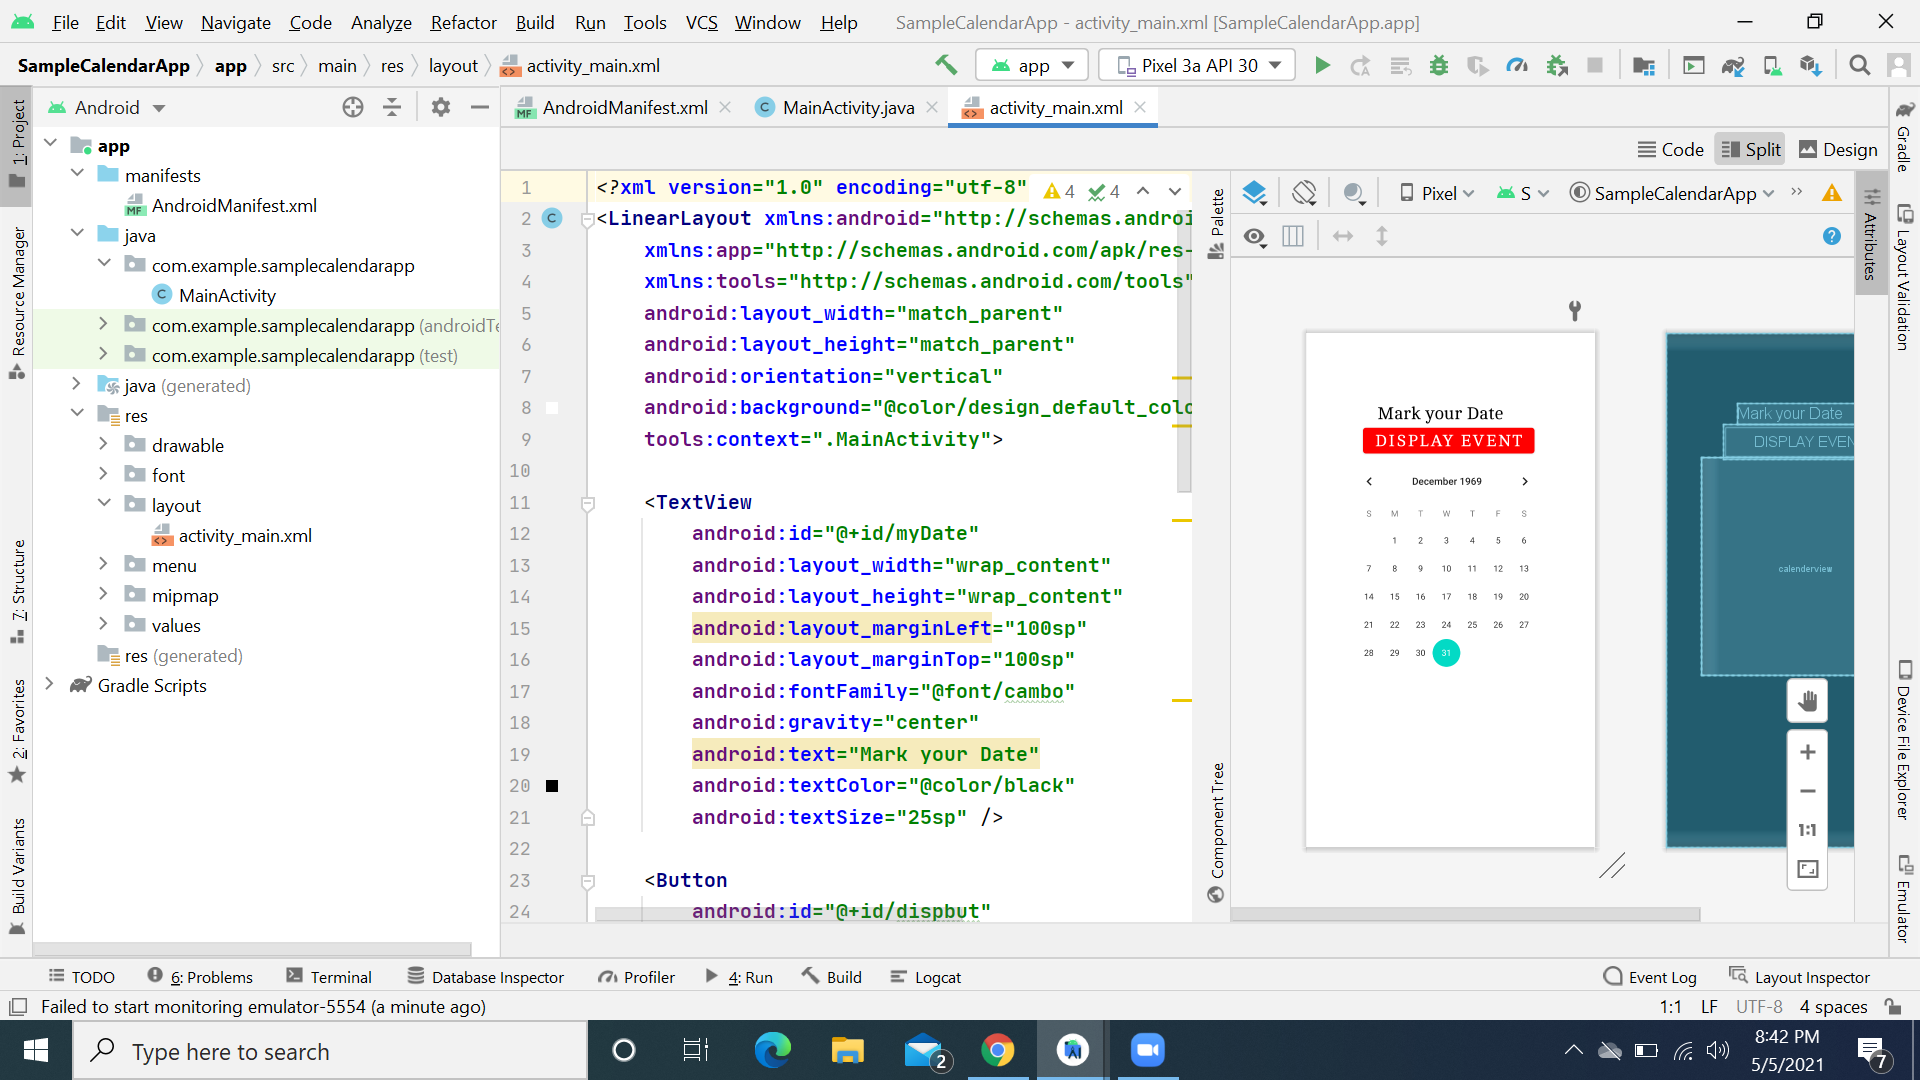 File Edit View Navigate Code Analyze Refactor Build Run Tools VCS Window Help SampleCalendarApp - activity_main.xml [SampleCalendarApp.app]
SampleCalendarApp app src main res layout activity_main.xml app Pixel 3a API 30
1: Project
Resource Manager
7: Structure
2: Favorites
Build Variants
Android
app
manifests
AndroidManifest.xml
java
com.example.samplecalendarapp
MainActivity
com.example.samplecalendarapp (androidTe
com.example.samplecalendarapp (test)
java (generated)
res
drawable
font
layout
activity_main.xml
menu
mipmap
values
res (generated)
Gradle Scripts
AndroidManifest.xml MainActivity.java activity_main.xml
Code Split Design
1 <?xml version="1.0" encoding="utf-8" 4 4
2 <LinearLayout xmlns:android="http://schemas.androi
3 xmlns:app="http://schemas.android.com/apk/res-
4 xmlns:tools="http://schemas.android.com/tools"
5 android:layout_width="match_parent"
6 android:layout_height="match_parent"
7 android:orientation="vertical"
8 android:background="@color/design_default_colo
9 tools:context=".MainActivity">
10
11 <TextView
12 android:id="@+id/myDate"
13 android:layout_width="wrap_content"
14 android:layout_height="wrap_content"
15 android:layout_marginLeft="100sp"
16 android:layout_marginTop="100sp"
17 android:fontFamily="@font/cambo"
18 android:gravity="center"
19 android:text="Mark your Date"
20 android:textColor="@color/black"
21 android:textSize="25sp" />
22
23 <Button
24 android:id="@+id/dispbut"
Palette
Component Tree
Pixel S SampleCalendarApp
Mark your Date
DISPLAY EVENT
December 1969
S M T W T F S
1 2 3 4 5 6
7 8 9 10 11 12 13
14 15 16 17 18 19 20
21 22 23 24 25 26 27
28 29 30 31
Mark your Date
DISPLAY EVEN
calenderview
1:1
Attributes
Gradle
Layout Validation
Device File Explorer
Emulator
TODO 6: Problems Terminal Database Inspector Profiler 4: Run Build Logcat Event Log Layout Inspector
Failed to start monitoring emulator-5554 (a minute ago) 1:1 LF UTF-8 4 spaces
Type here to search
2
8:42 PM
5/5/2021
7